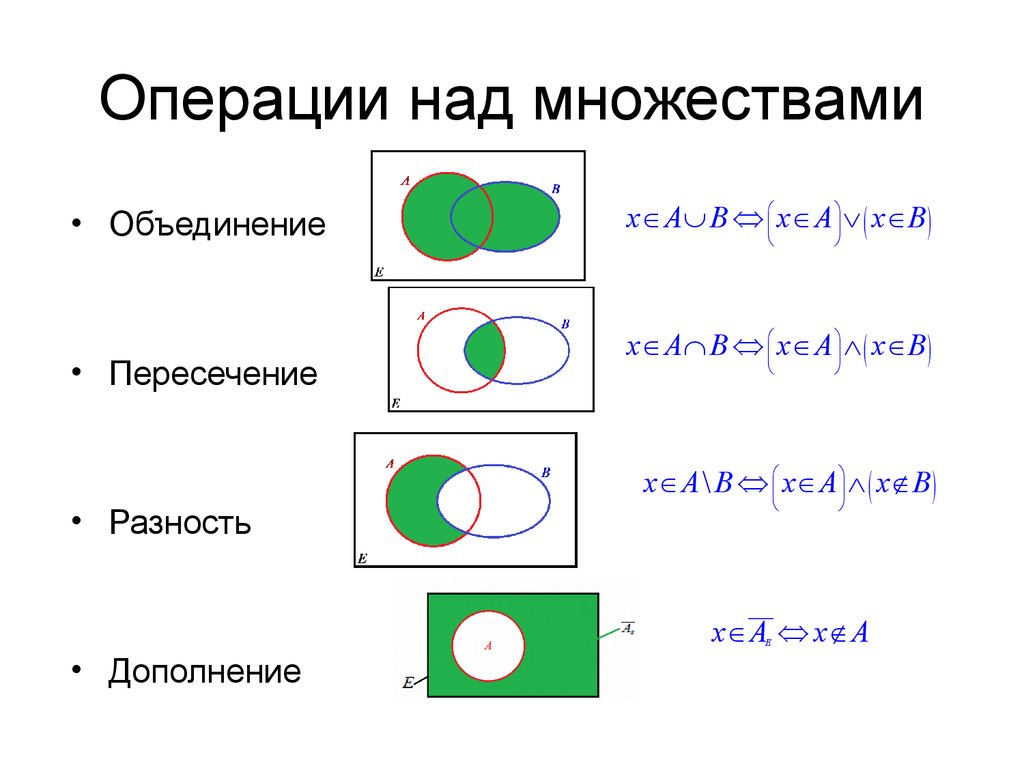 Операции над множествами
A
B
E
• Объединение
x∈A∪B⇔(x∈A)∨(x∈B)
A
B
E
• Пересечение
x∈A∩B⇔(x∈A)∧(x∈B)
A
B
E
• Разность
x∈A\B⇔(x∈A)∧(x∉B)
A
E
A̅ᴇ
• Дополнение
x∈A̅ᴇ⇔x∉A